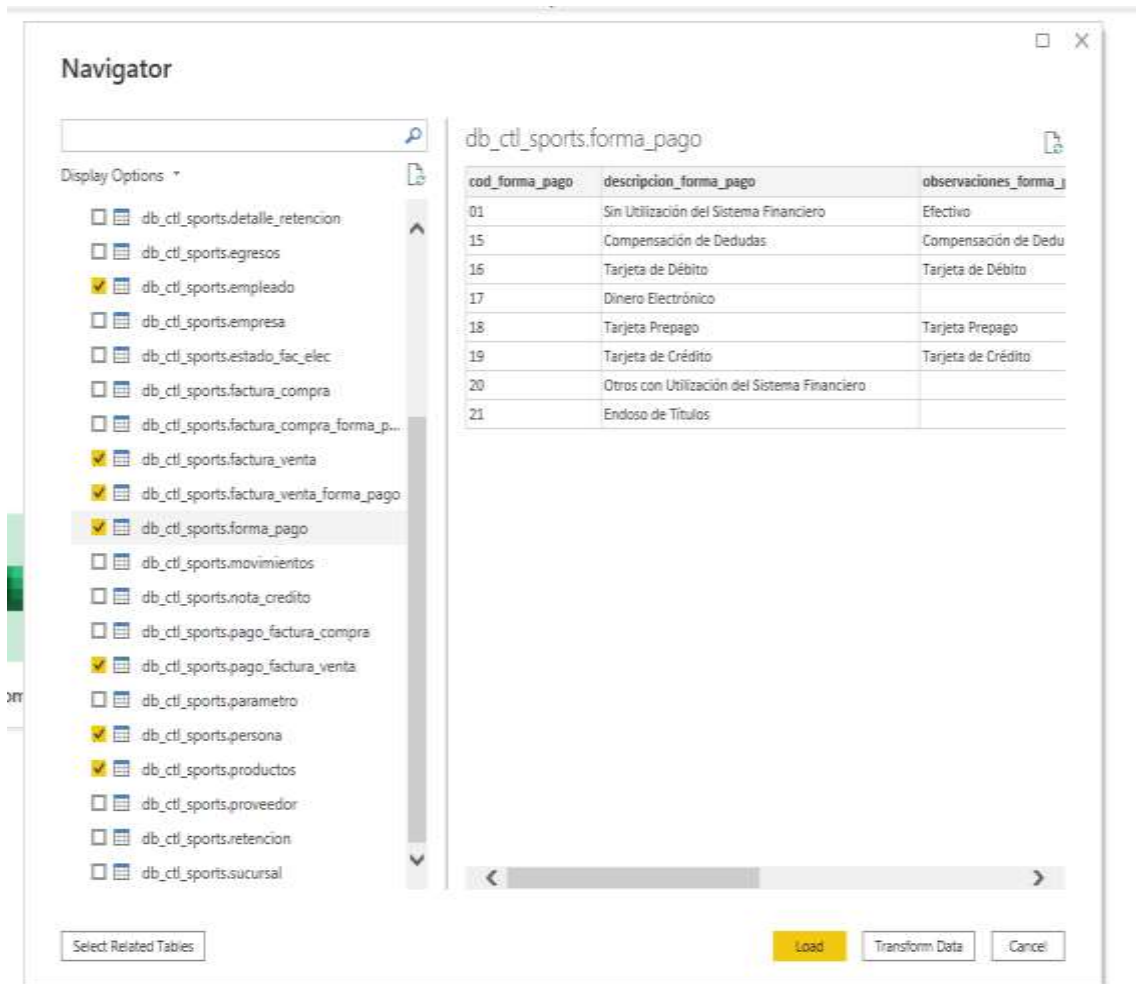 Navigator
Display Options
db_ctl_sports.detalle_retencion
db_ctl_sports.egresos
db_ctl_sports.empleado
db_ctl_sports.empresa
db_ctl_sports.estado_fac_elec
db_ctl_sports.factura_compra
db_ctl_sports.factura_compra_forma_p...
db_ctl_sports.factura_venta
db_ctl_sports.factura_venta_forma_pago
db_ctl_sports.forma_pago
db_ctl_sports.movimientos
db_ctl_sports.nota_credito
db_ctl_sports.pago_factura_compra
db_ctl_sports.pago_factura_venta
db_ctl_sports.parametro
db_ctl_sports.persona
db_ctl_sports.productos
db_ctl_sports.proveedor
db_ctl_sports.retencion
db_ctl_sports.sucursal
db_ctl_sports.forma_pago
cod_forma_pago descripcion_forma_pago observaciones_forma_p
01 Sin Utilización del Sistema Financiero Efectivo
15 Compensación de Dedudas Compensación de Dedu
16 Tarjeta de Débito Tarjeta de Débito
17 Dinero Electrónico
18 Tarjeta Prepago Tarjeta Prepago
19 Tarjeta de Crédito Tarjeta de Crédito
20 Otros con Utilización del Sistema Financiero
21 Endoso de Títulos
Select Related Tables
Load Transform Data Cancel